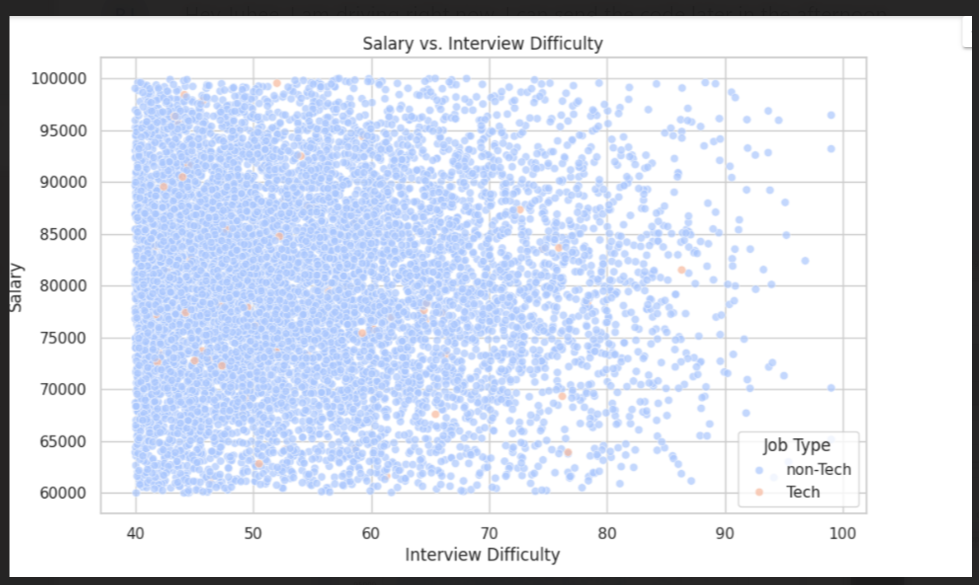 Salary vs. Interview Difficulty
100000
95000
90000
85000
80000
75000
70000
65000
60000
Salary
Job Type
non-Tech
Tech
40 50 60 70 80 90 100
Interview Difficulty